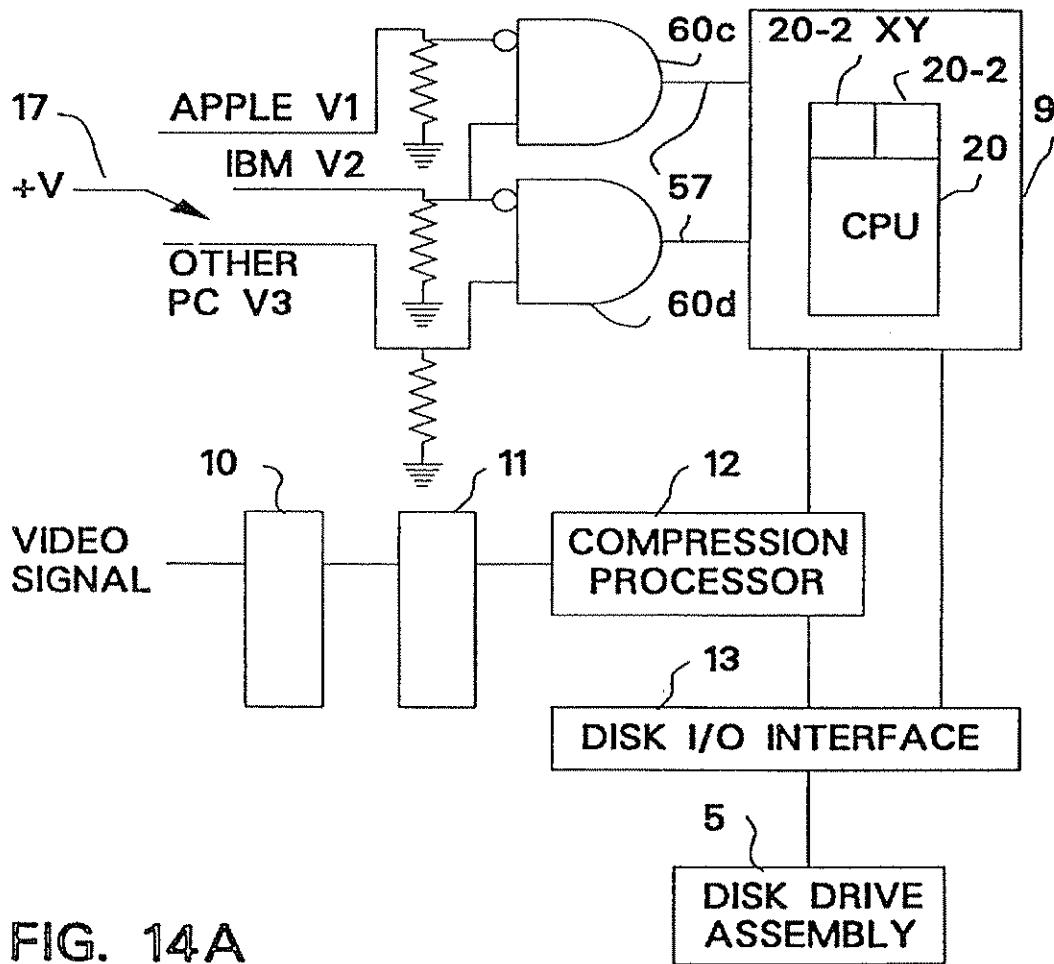 60c
20-2 XY
20-2
17
APPLE V1
9
IBM V2
20
+V
57
CPU
OTHER
PC V3
60d
10
11
12
VIDEO
SIGNAL
COMPRESSION
PROCESSOR
13
DISK I/O INTERFACE
5
DISK DRIVE
ASSEMBLY
FIG. 14A